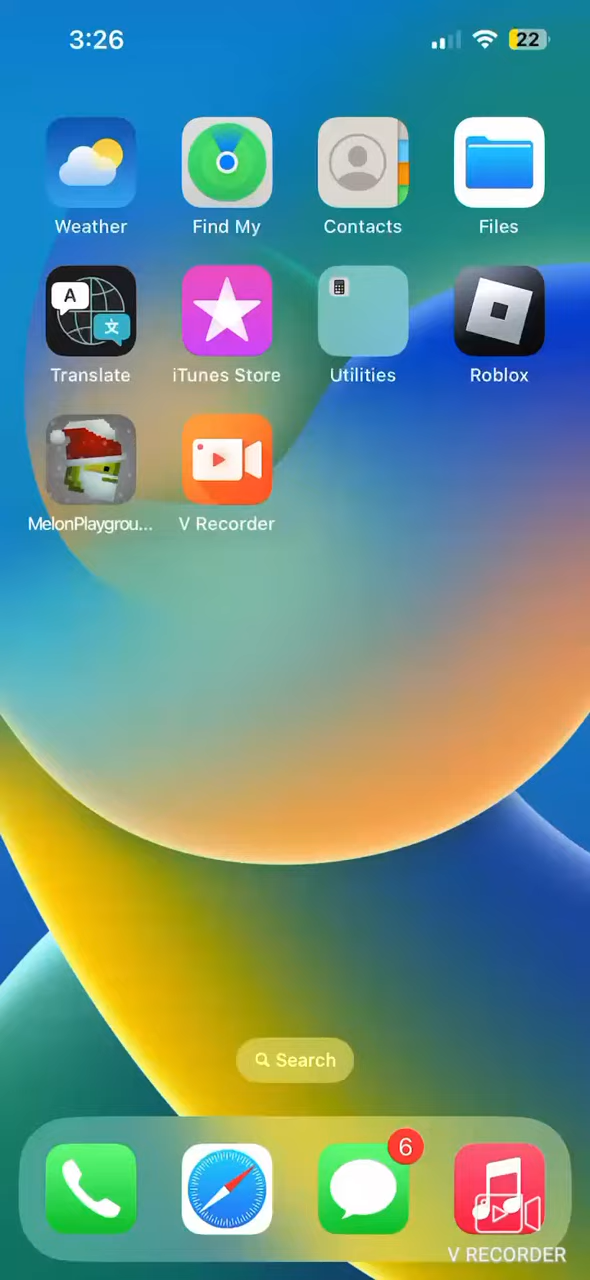 3:26
22
Weather
Find My
Contacts
Files
A
文
Translate
iTunes Store
Utilities
Roblox
MelonPlaygrou...
V Recorder
Search
6
V RECORDER